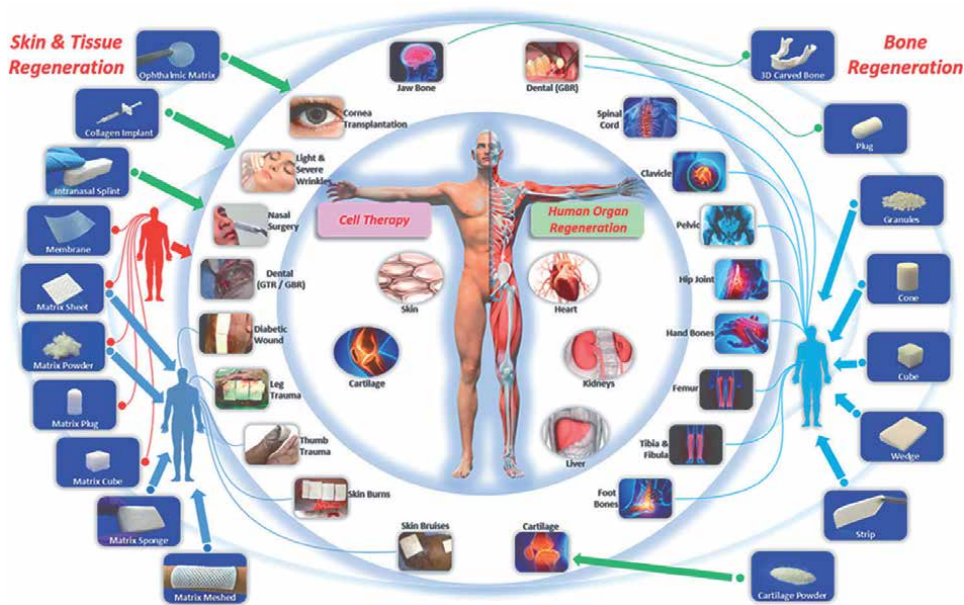 Skin & Tissue
Regeneration
Bone
Regeneration
Ophthalmic Matrix
Collagen Implant
Intranasal Splint
Membrane
Matrix Sheet
Matrix Powder
Matrix Plug
Matrix Cube
Matrix Sponge
Matrix Meshed
Jaw Bone
Cornea
Transplantation
Light &
Severe
Wrinkles
Nasal
Surgery
Dental
(GTR / GBR)
Diabetic
Wound
Leg
Trauma
Thumb
Trauma
Skin Burns
Skin Bruises
Cell Therapy
Skin
Cartilage
Human Organ
Regeneration
Heart
Kidneys
Liver
Dental (GBR)
Spinal
Cord
Clavicle
Pelvic
Hip Joint
Hand Bones
Femur
Tibia &
Fibula
Foot
Bones
Cartilage
3D Carved Bone
Plug
Granules
Cone
Cube
Wedge
Strip
Cartilage Powder